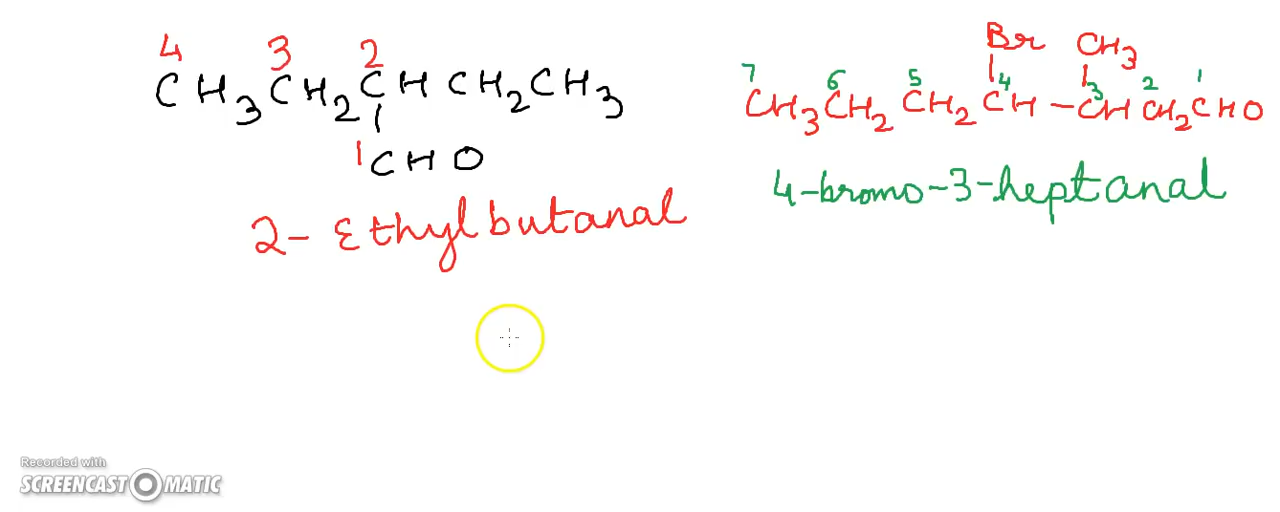 4 3 2
CH3CH2CHCH2CH3
1CHO
2-Ethylbutanal
Br CH3
7 6 5 4 3 2 1
CH3CH2CH2CH-CHCH2CHO
4-bromo-3-heptanal
Recorded with
SCREENCAST MATIC